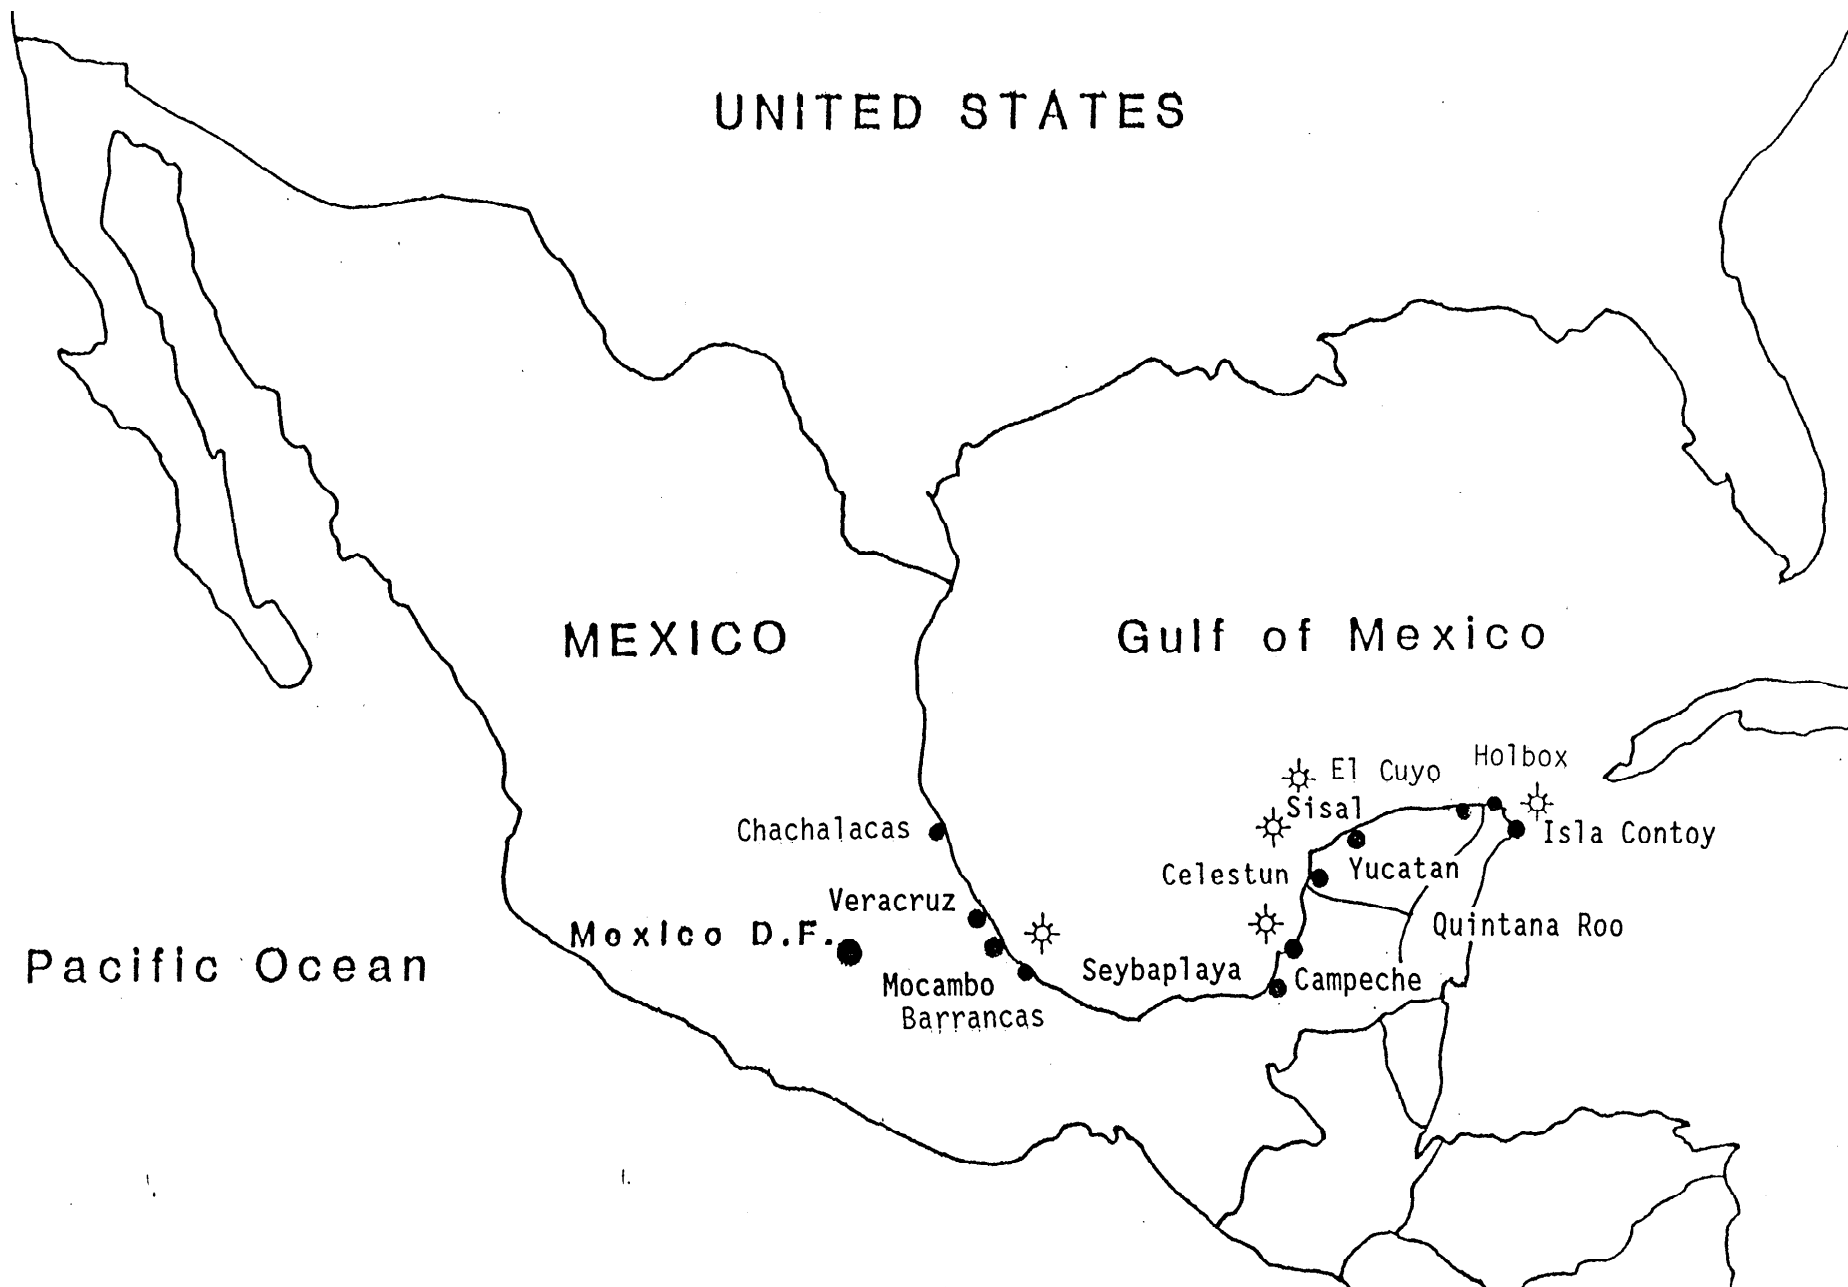 UNITED STATES
MEXICO
Gulf of Mexico
Holbox
El Cuyo
Sisal
Chachalacas
Isla Contoy
Celestun
Yucatan
Veracruz
Quintana Roo
Moxico D.F.
Pacific Ocean
Seybaplaya
Campeche
Mocambo
Barrancas